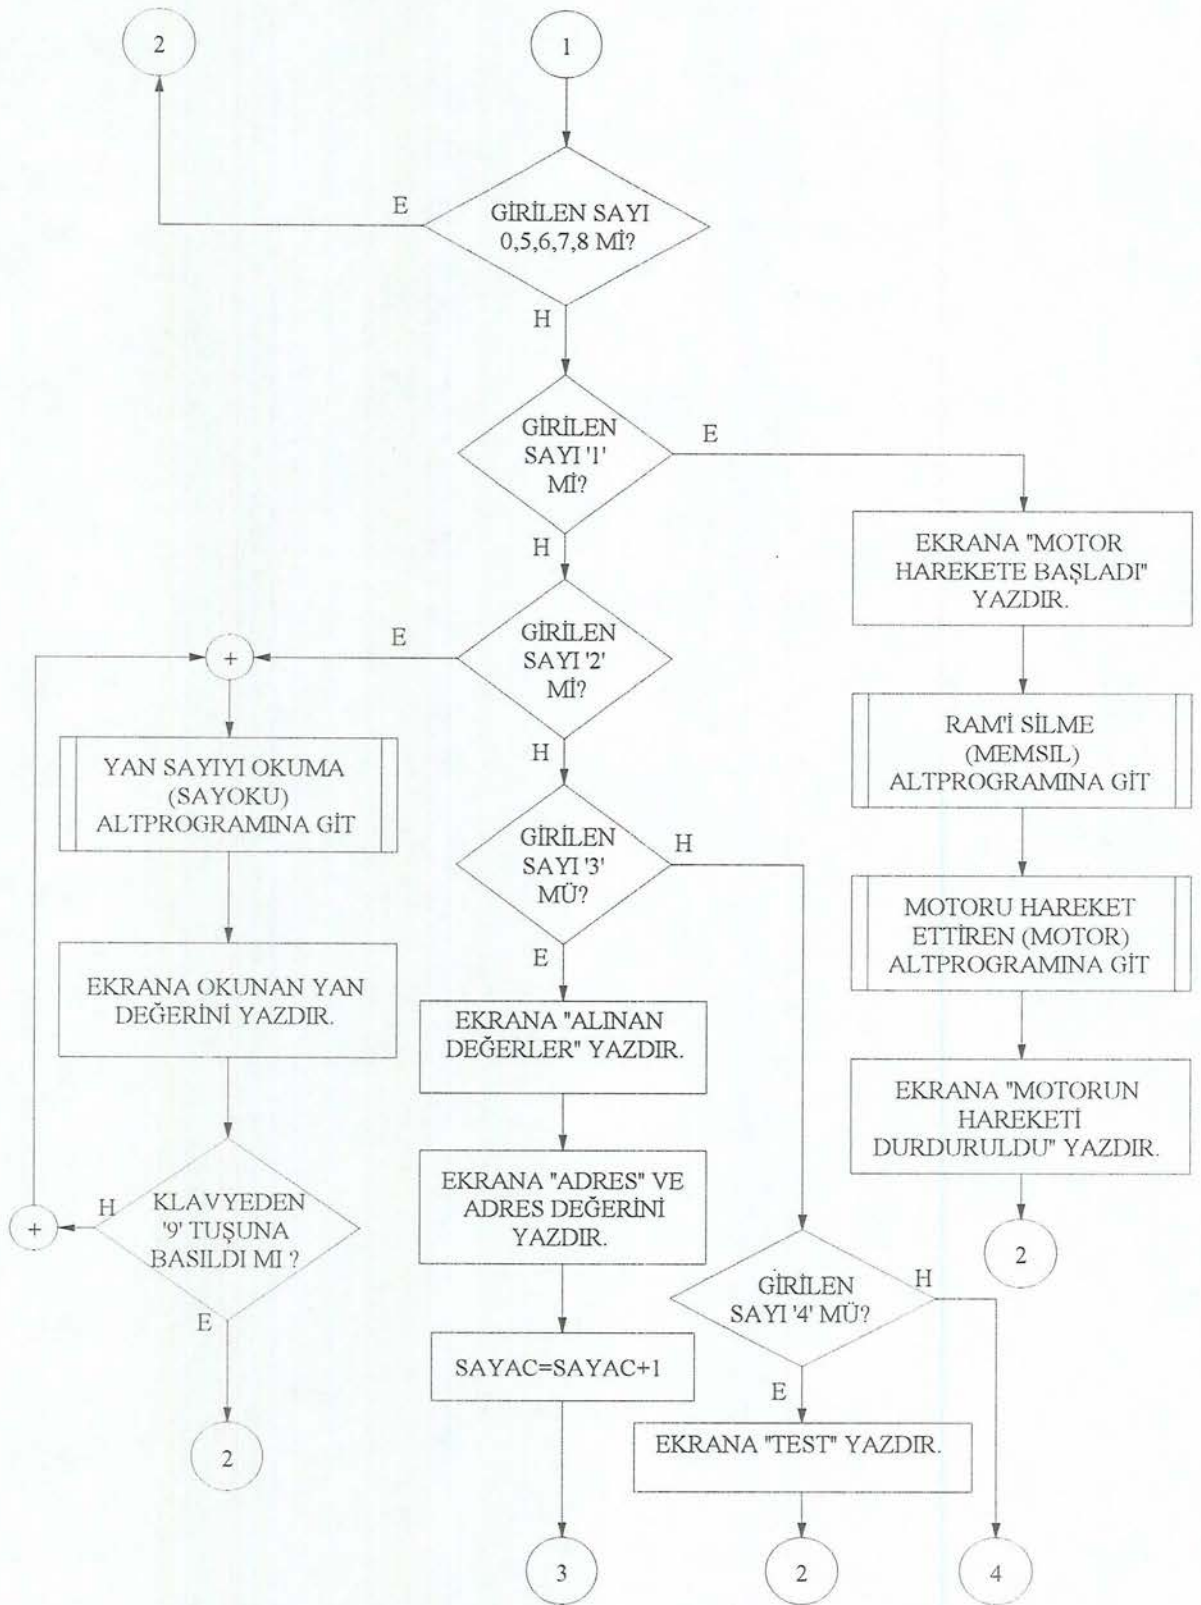 2
1
E
GİRİLEN SAYI
0,5,6,7,8 Mİ?
H
GİRİLEN
SAYI '1'
Mİ?
E
H
EKRANA "MOTOR
HAREKETE BAŞLADI"
YAZDIR.
GİRİLEN
SAYI '2'
Mİ?
E
+
H
RAM'İ SİLME
(MEMSIL)
ALTPROGRAMINA GİT
YAN SAYIYI OKUMA
(SAYOKU)
ALTPROGRAMINA GİT
GİRİLEN
SAYI '3'
MÜ?
H
E
MOTORU HAREKET
ETTİREN (MOTOR)
ALTPROGRAMINA GİT
EKRANA OKUNAN YAN
DEĞERİNİ YAZDIR.
EKRANA "ALINAN
DEĞERLER" YAZDIR.
EKRANA "MOTORUN
HAREKETİ
DURDURULDU" YAZDIR.
KLAVYEDEN
'9' TUŞUNA
BASILDI MI ?
H
+
E
EKRANA "ADRES" VE
ADRES DEĞERİNİ
YAZDIR.
2
GİRİLEN
SAYI '4' MÜ?
H
E
SAYAC=SAYAC+1
2
EKRANA "TEST" YAZDIR.
3
2
4